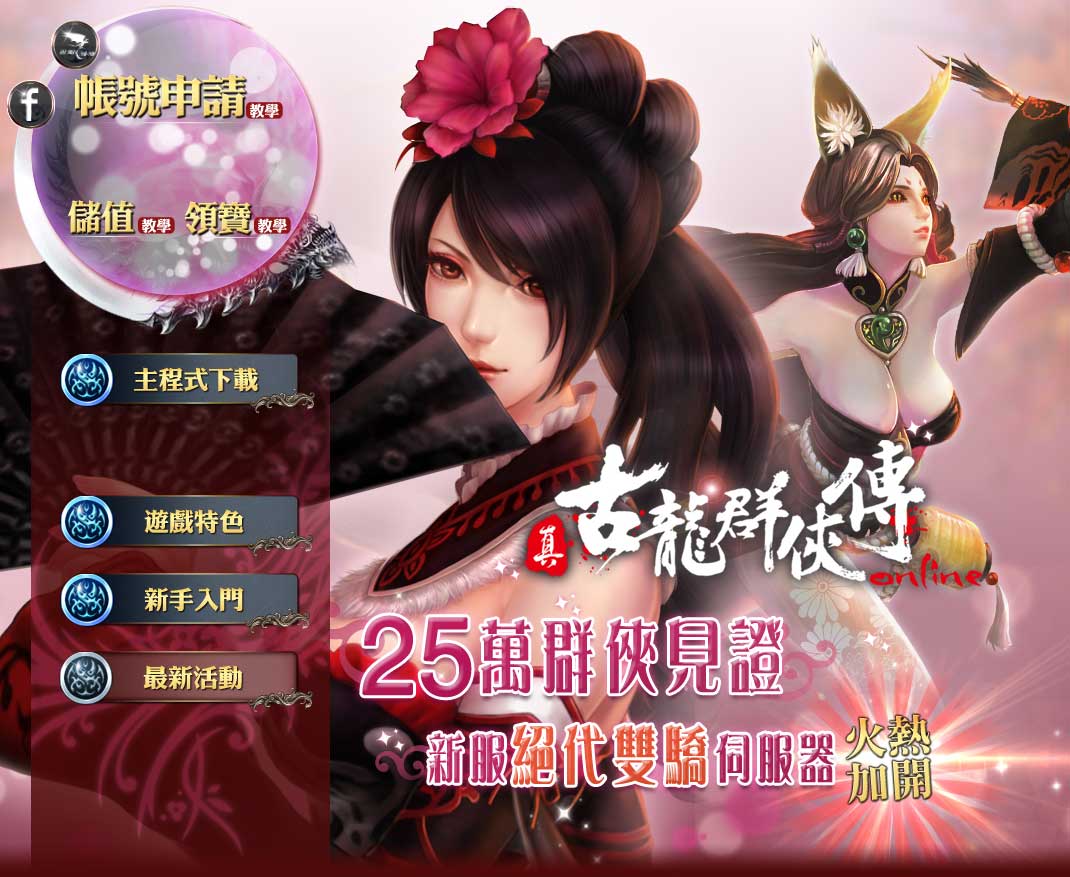 f
帳號申請 教學
儲值 教學 領寶 教學
主程式下載
遊戲特色
新手入門
最新活動
真 古龍群俠傳
online
25萬群俠見證
新服絕代雙驕伺服器 火熱
加開